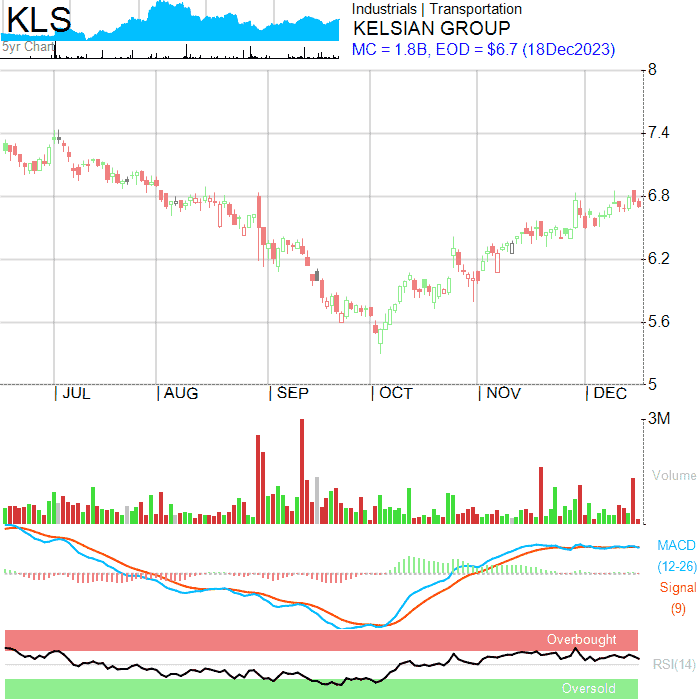 KLS
5yr Chart
Industrials | Transportation
KELSIAN GROUP
MC = 1.8B, EOD = $6.7 (18Dec2023)
8
7.4
6.8
6.2
5.6
5
| JUL | AUG | SEP | OCT | NOV | DEC
3M
Volume
MACD
(12-26)
Signal
(9)
Overbought
RSI(14)
Oversold